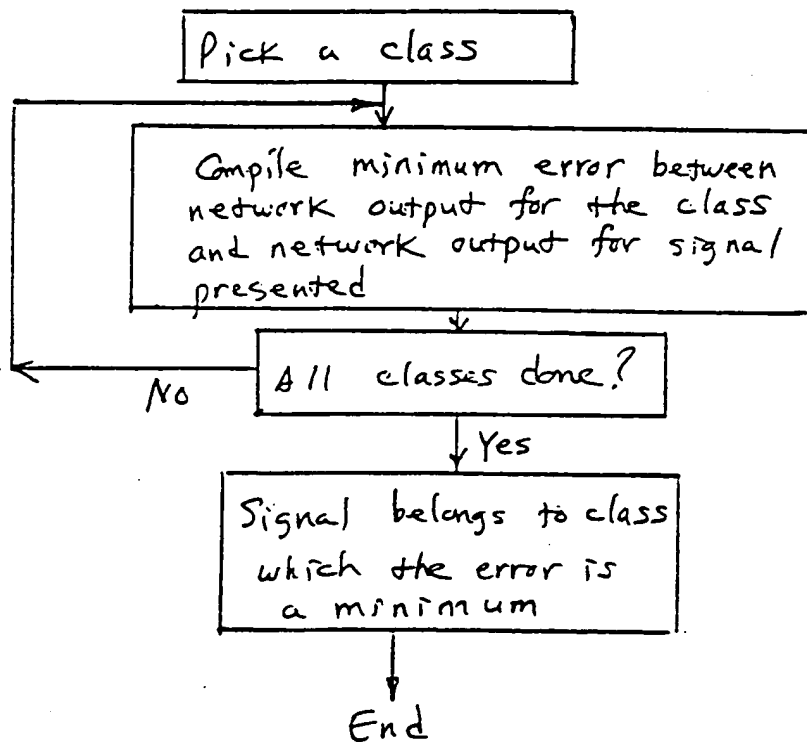 Pick a class
Compile minimum error between
network output for the class
and network output for signal
presented
All classes done?
No
Yes
Signal belongs to class
which the error is
a minimum
End